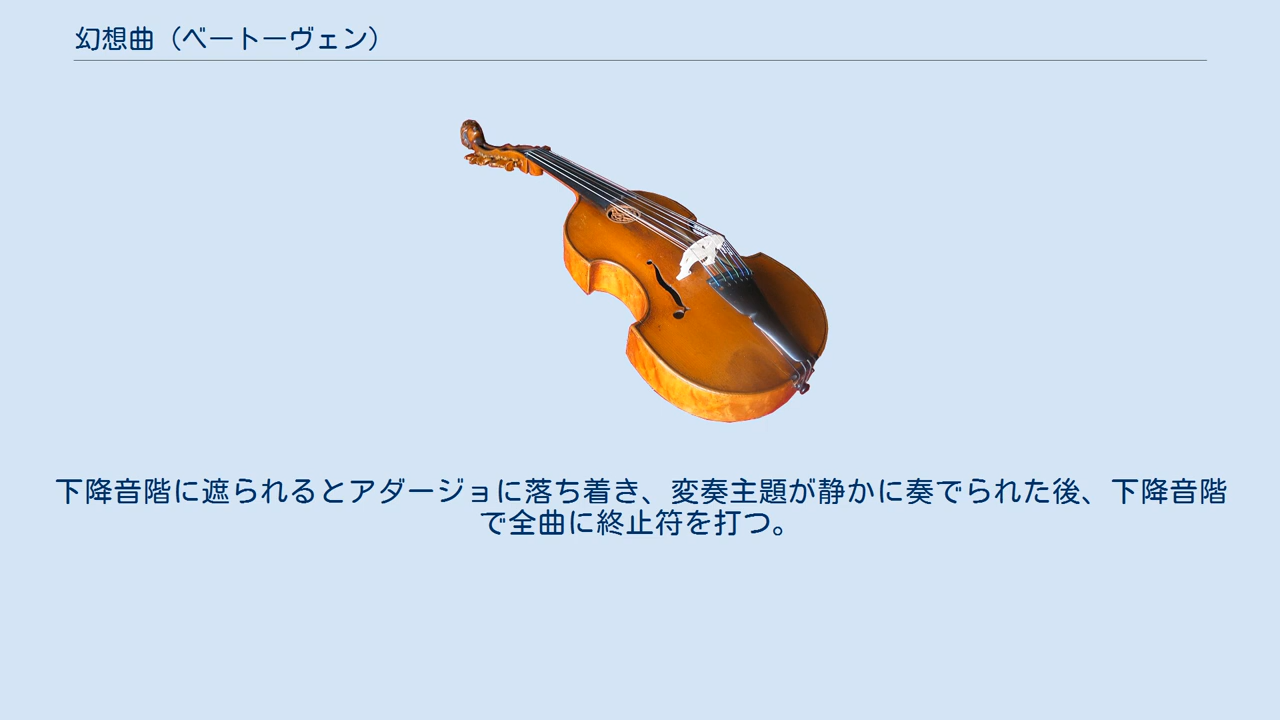 幻想曲（ベートーヴェン）
下降音階に遮られるとアダージョに落ち着き、変奏主題が静かに奏でられた後、下降音階
で全曲に終止符を打つ。